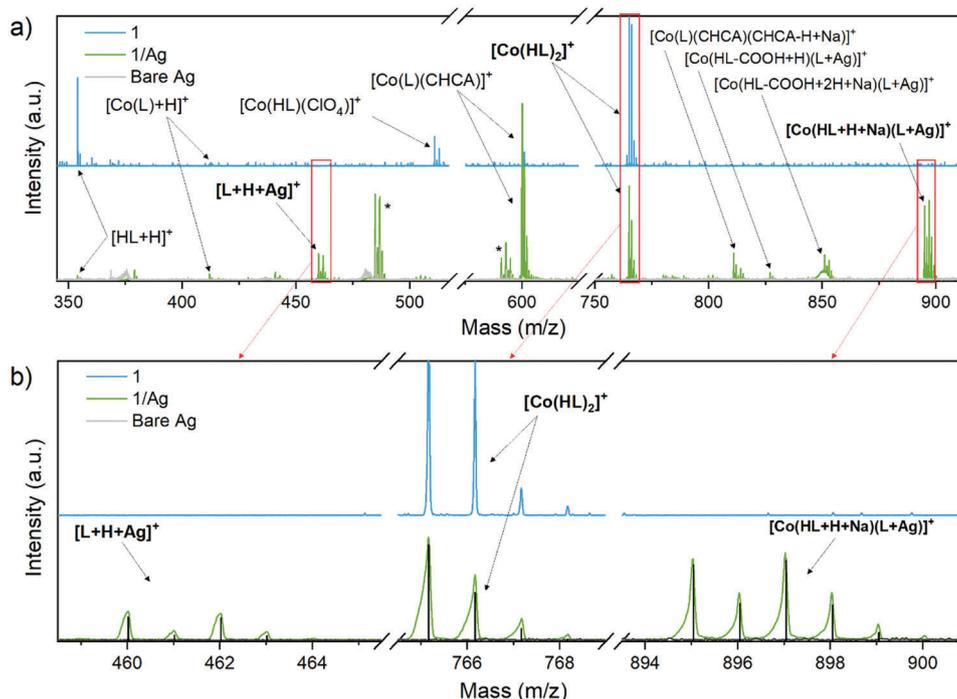 a)
1
1/Ag
Bare Ag
[Co(L)+H]⁺
[Co(HL)(ClO₄)]⁺
[Co(L)(CHCA)]⁺
[Co(HL)₂]⁺
[Co(L)(CHCA)(CHCA-H+Na)]⁺
[Co(HL-COOH+H)(L+Ag)]⁺
[Co(HL-COOH+2H+Na)(L+Ag)]⁺
[Co(HL+H+Na)(L+Ag)]⁺
[L+H+Ag]⁺
[HL+H]⁺
*
*
Intensity (a.u.)
350 400 450 500 600 750 800 850 900
Mass (m/z)
b)
1
1/Ag
Bare Ag
[Co(HL)₂]⁺
[L+H+Ag]⁺
[Co(HL+H+Na)(L+Ag)]⁺
Intensity (a.u.)
460 462 464 766 768 894 896 898 900
Mass (m/z)